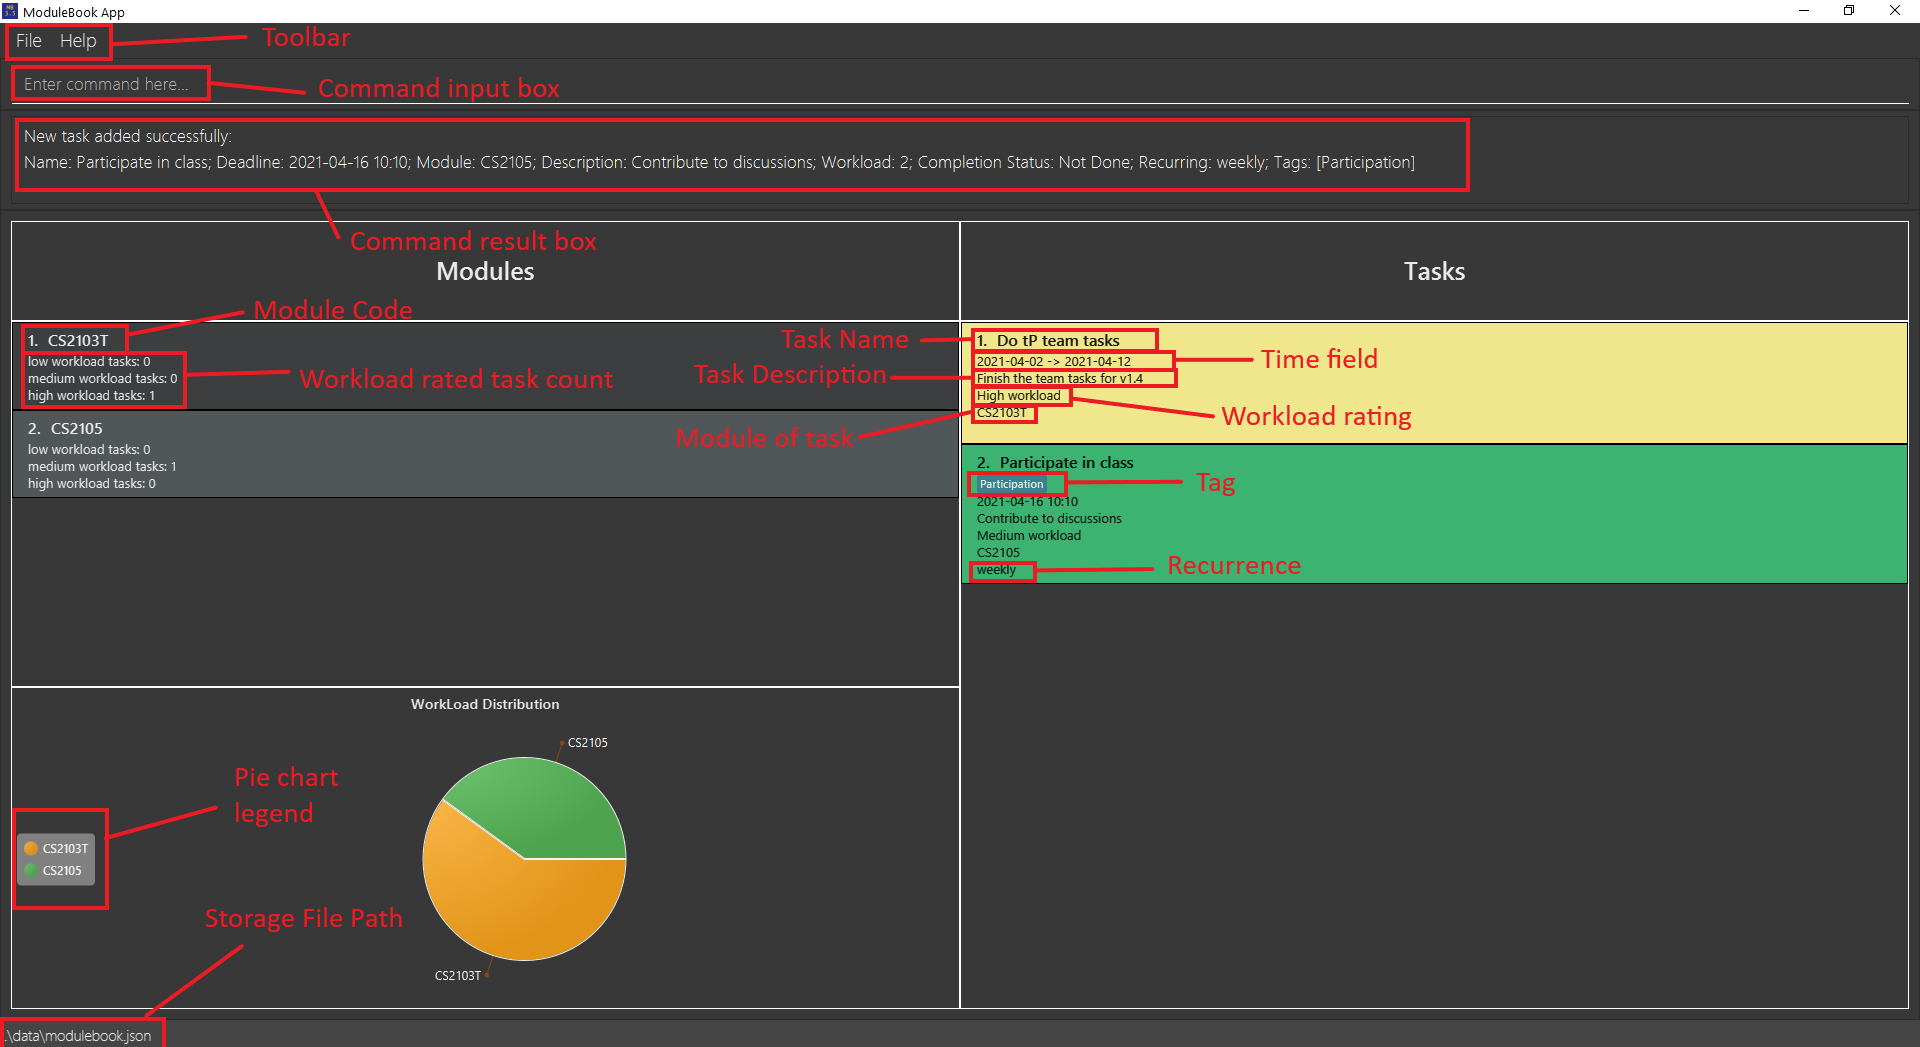 ModuleBook App
File Help
Toolbar
Enter command here...
Command input box
New task added successfully:
Name: Participate in class; Deadline: 2021-04-16 10:10; Module: CS2105; Description: Contribute to discussions; Workload: 2; Completion Status: Not Done; Recurring: weekly; Tags: [Participation]
Command result box
Modules
Module Code
1. CS2103T
low workload tasks: 0
medium workload tasks: 0
high workload tasks: 1
Workload rated task count
2. CS2105
low workload tasks: 0
medium workload tasks: 1
high workload tasks: 0
Tasks
Task Name
1. Do tP team tasks
2021-04-02 -> 2021-04-12
Time field
Task Description
Finish the team tasks for v1.4
High workload
Workload rating
CS2103T
Module of task
2. Participate in class
Participation
Tag
2021-04-16 10:10
Contribute to discussions
Medium workload
CS2105
weekly
Recurrence
WorkLoad Distribution
CS2105
CS2103T
Pie chart
legend
CS2103T
CS2105
Storage File Path
.\data\modulebook.json